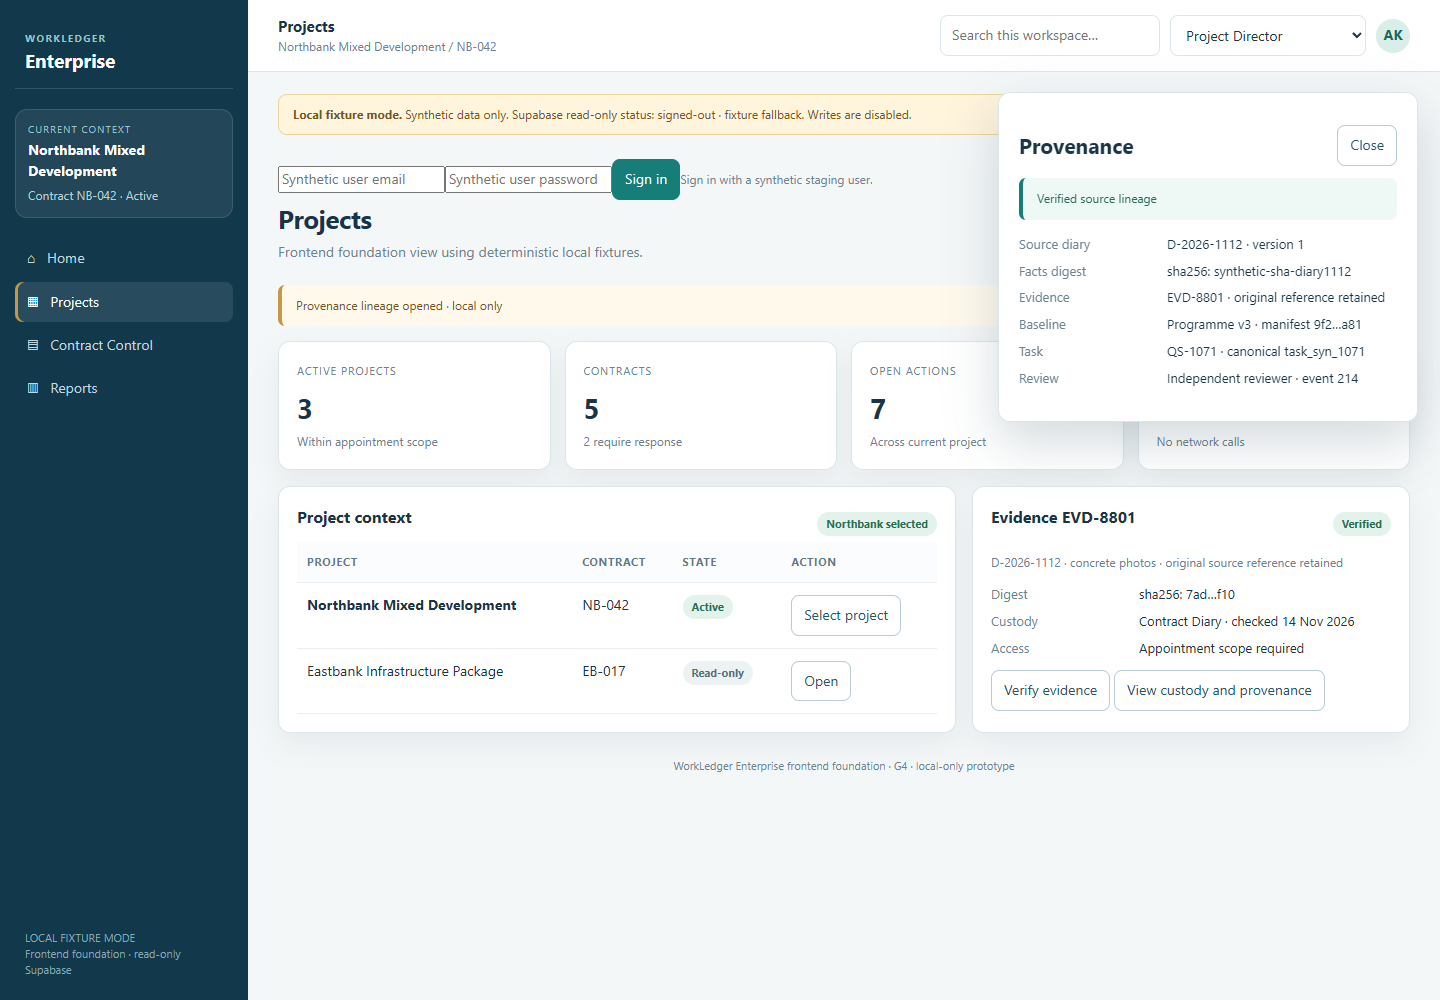 WORKLEDGER
Enterprise
CURRENT CONTEXT
Northbank Mixed
Development
Contract NB-042 · Active
Home
Projects
Contract Control
Reports
LOCAL FIXTURE MODE
Frontend foundation · read-only
Supabase
Projects
Northbank Mixed Development / NB-042
Search this workspace...
Project Director
AK
Local fixture mode. Synthetic data only. Supabase read-only status: signed-out · fixture fallback. Writes are disabled.
Synthetic user email
Synthetic user password
Sign in
Sign in with a synthetic staging user.
Projects
Frontend foundation view using deterministic local fixtures.
Provenance lineage opened · local only
Provenance
Close
Verified source lineage
Source diary D-2026-1112 · version 1
Facts digest sha256: synthetic-sha-diary1112
Evidence EVD-8801 · original reference retained
Baseline Programme v3 · manifest 9f2...a81
Task QS-1071 · canonical task_syn_1071
Review Independent reviewer · event 214
ACTIVE PROJECTS
3
Within appointment scope
CONTRACTS
5
2 require response
OPEN ACTIONS
7
Across current project
No network calls
Project context
Northbank selected
PROJECT CONTRACT STATE ACTION
Northbank Mixed Development NB-042 Active Select project
Eastbank Infrastructure Package EB-017 Read-only Open
Evidence EVD-8801
Verified
D-2026-1112 · concrete photos · original source reference retained
Digest sha256: 7ad...f10
Custody Contract Diary · checked 14 Nov 2026
Access Appointment scope required
Verify evidence
View custody and provenance
WorkLedger Enterprise frontend foundation · G4 · local-only prototype